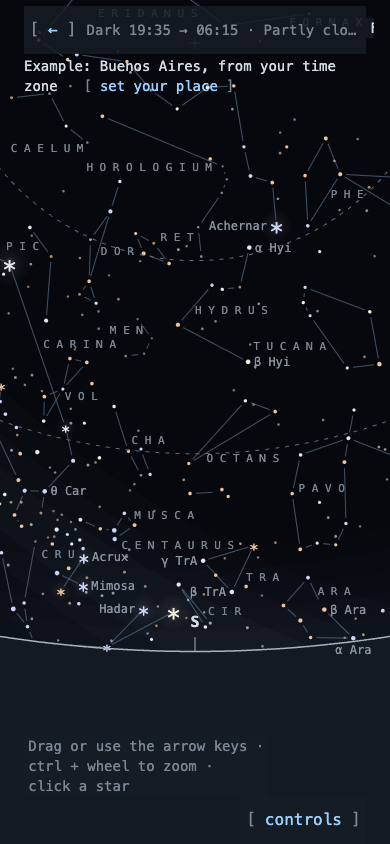 ERIDANUS
FORNAX
[ ← ] Dark 19:35 → 06:15 · Partly clo…
Example: Buenos Aires, from your time
zone · [ set your place ]
CAELUM
HOROLOGIUM
PHE
Achernar
RET
PIC
DOR
α Hyi
HYDRUS
MEN
CARINA
TUCANA
β Hyi
VOL
CHA
OCTANS
θ Car
PAVO
MUSCA
CENTAURUS
CRU
Acrux
γ TrA
TRA
Mimosa
β TrA
ARA
Hadar
CIR
β Ara
S
α Ara
Drag or use the arrow keys ·
ctrl + wheel to zoom ·
click a star
[ controls ]